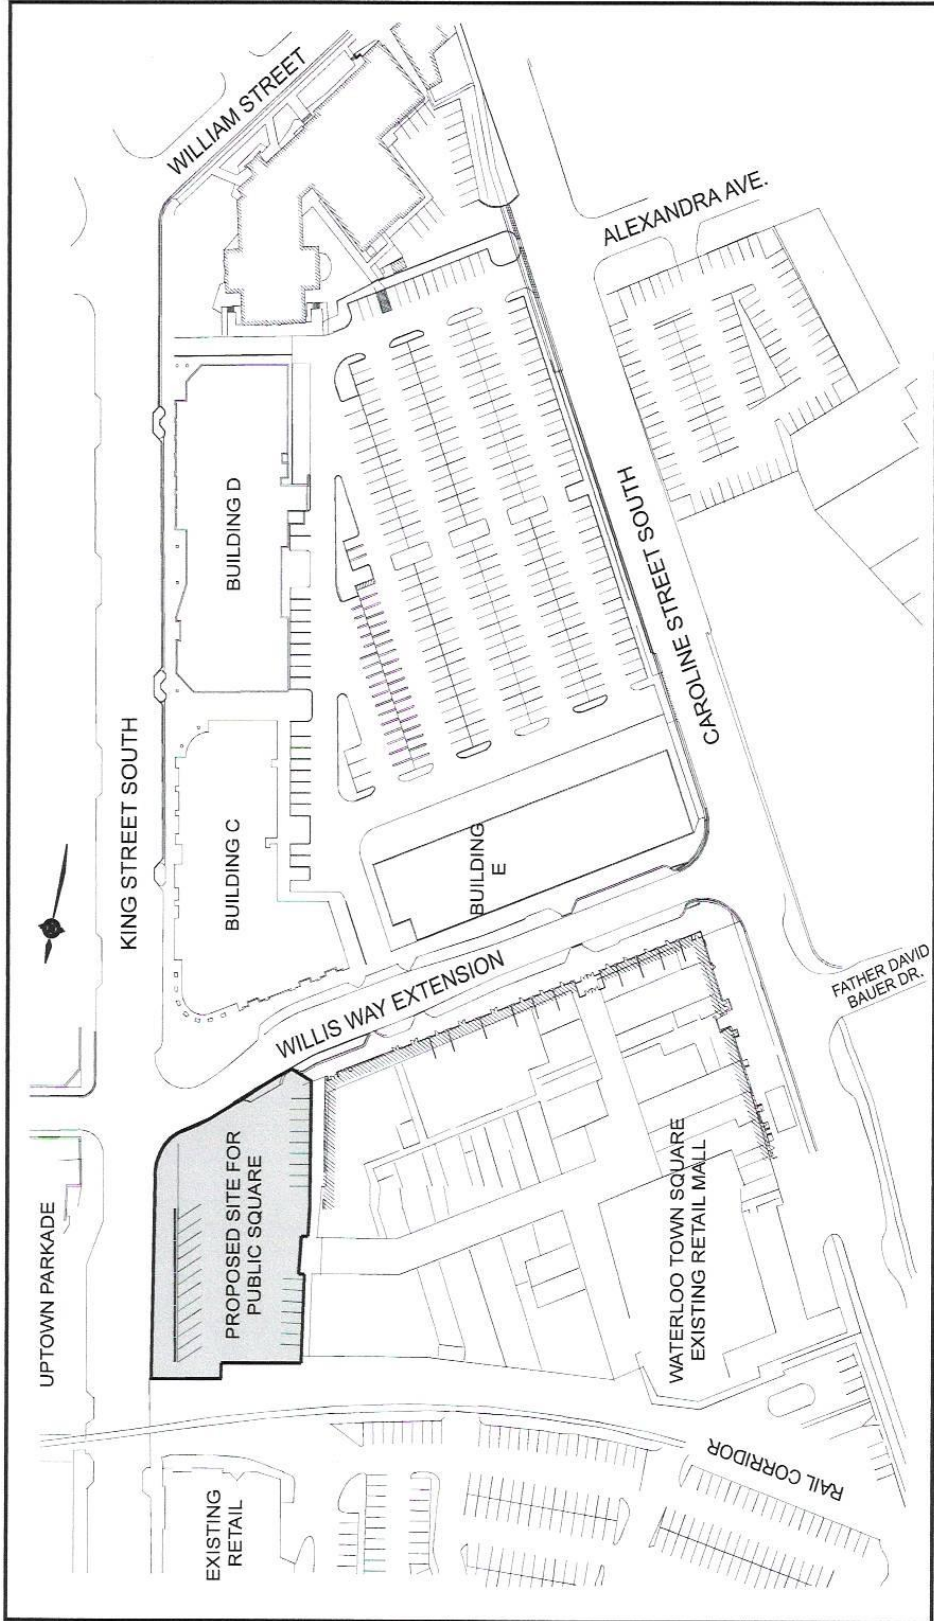 UPTOWN PARKADE
KING STREET SOUTH
WILLIAM STREET
EXISTING
RETAIL
PROPOSED SITE FOR
PUBLIC SQUARE
BUILDING C
BUILDING D
WILLIS WAY EXTENSION
BUILDING
E
ALEXANDRA AVE.
CAROLINE STREET SOUTH
WATERLOO TOWN SQUARE
EXISTING RETAIL MALL
RAIL CORRIDOR
FATHER DAVID
BAUER DR.